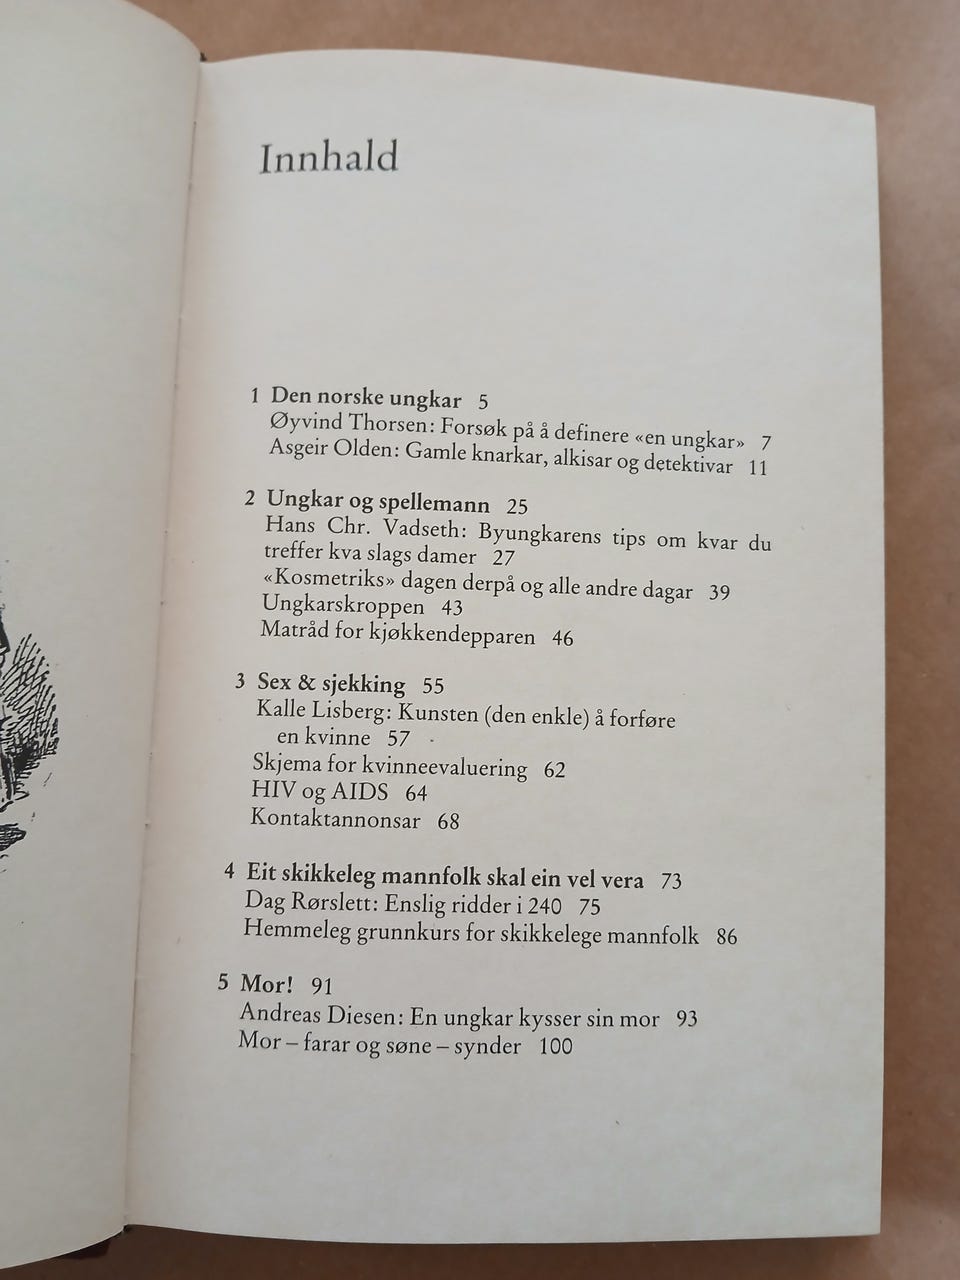 Innhald
1 Den norske ungkar 5
Øyvind Thorsen: Forsøk på å definere «en ungkar» 7
Asgeir Olden: Gamle knarkar, alkisar og detektivar 11
2 Ungkar og spellemann 25
Hans Chr. Vadseth: Byungkarens tips om kvar du
treffer kva slags damer 27
«Kosmetriks» dagen derpå og alle andre dagar 39
Ungkarskroppen 43
Matråd for kjøkkendepparen 46
3 Sex & sjekking 55
Kalle Lisberg: Kunsten (den enkle) å forføre
en kvinne 57
Skjema for kvinneevaluering 62
HIV og AIDS 64
Kontaktannonsar 68
4 Eit skikkeleg mannfolk skal ein vel vera 73
Dag Rørslett: Enslig ridder i 240 75
Hemmeleg grunnkurs for skikkelege mannfolk 86
5 Mor! 91
Andreas Diesen: En ungkar kysser sin mor 93
Mor – farar og søne – synder 100